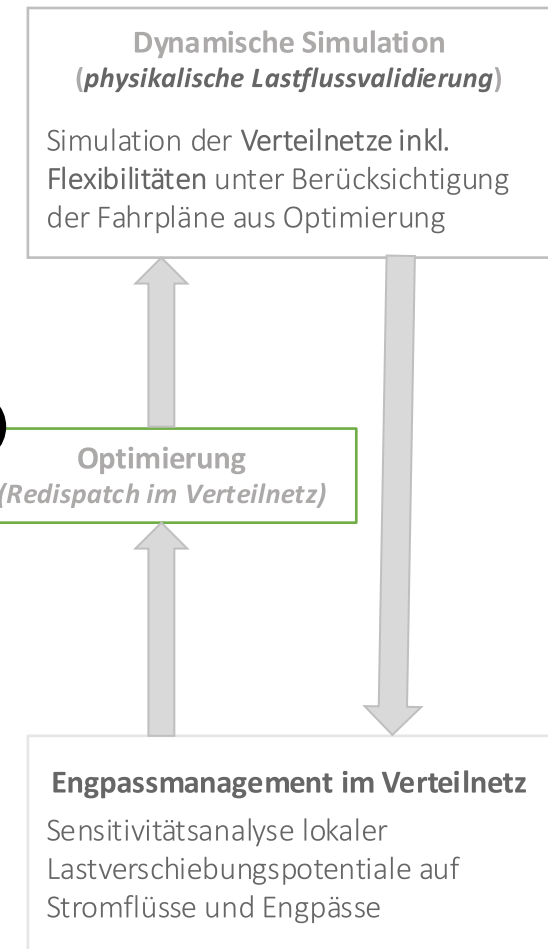 Dynamische Simulation
(physikalische Lastflussvalidierung)
Simulation der Verteilnetze inkl.
Flexibilitäten unter Berücksichtigung
der Fahrpläne aus Optimierung
Optimierung
(Redispatch im Verteilnetz)
Engpassmanagement im Verteilnetz
Sensitivitätsanalyse lokaler
Lastverschiebungspotentiale auf
Stromflüsse und Engpässe